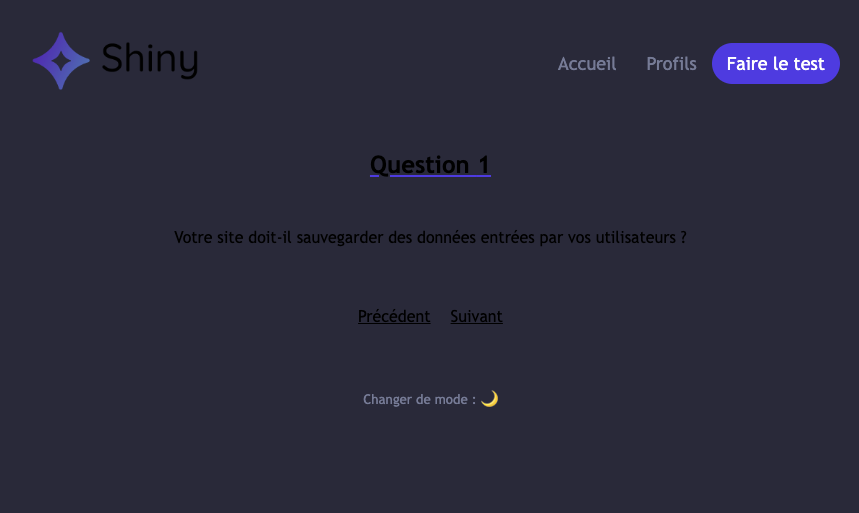 Shiny
Accueil Profils Faire le test
Question 1
Votre site doit-il sauvegarder des données entrées par vos utilisateurs ?
Précédent Suivant
Changer de mode : 🌙